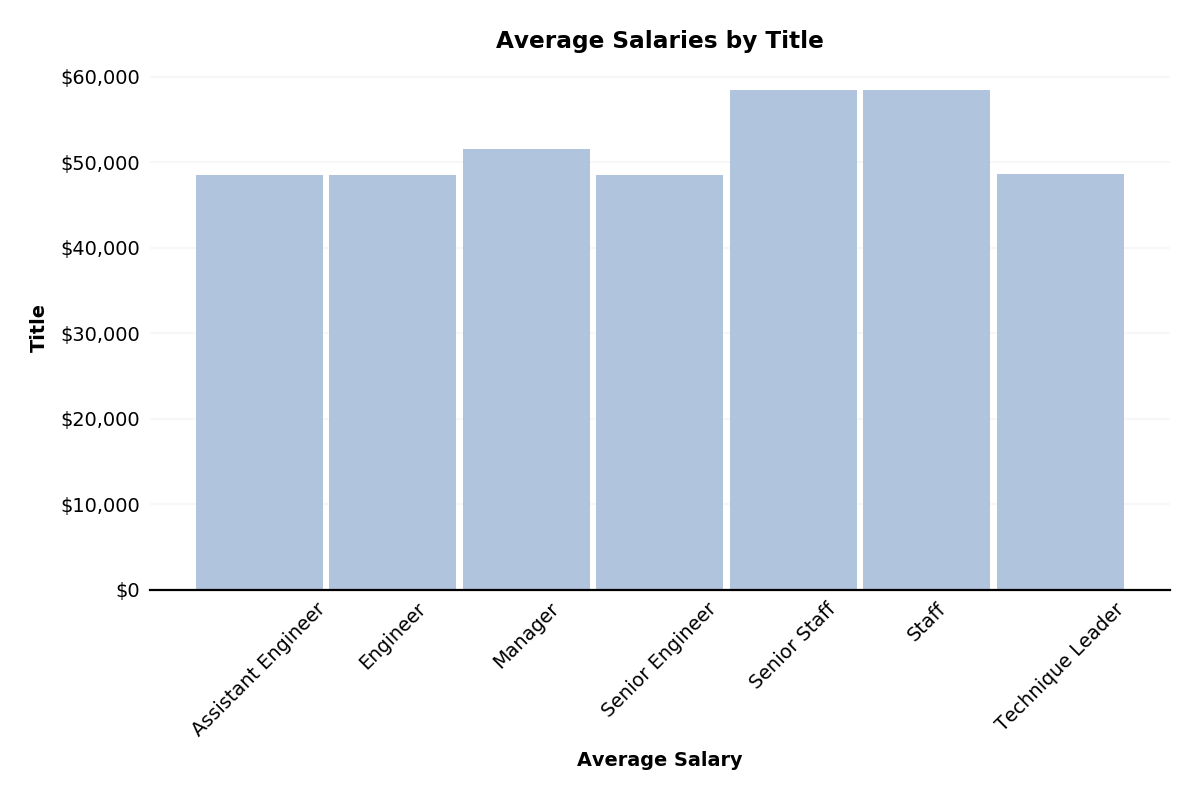 Average Salaries by Title
$60,000
$50,000
$40,000
$30,000
$20,000
$10,000
$0
Title
Assistant Engineer
Engineer
Manager
Senior Engineer
Senior Staff
Staff
Technique Leader
Average Salary